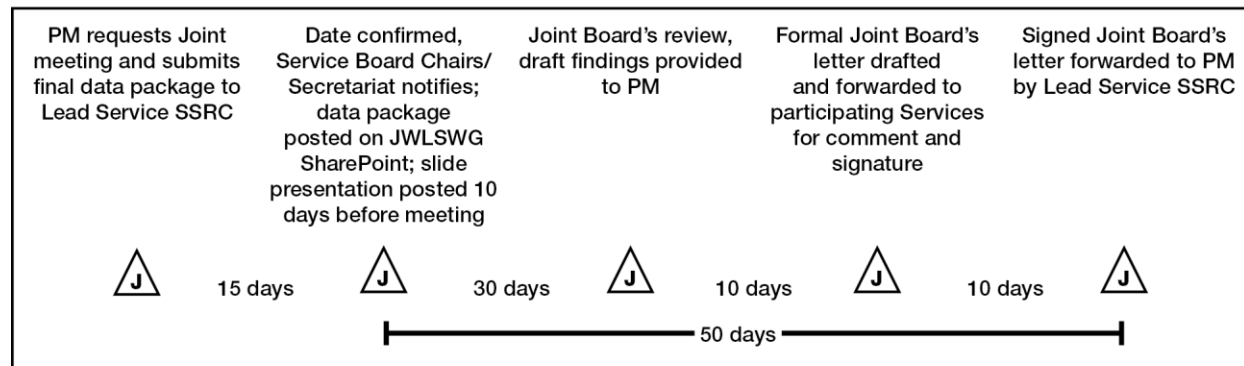 PM requests Joint
meeting and submits
final data package to
Lead Service SSRC
Date confirmed,
Service Board Chairs/
Secretariat notifies;
data package
posted on JWLSWG
SharePoint; slide
presentation posted 10
days before meeting
Joint Board's review,
draft findings provided
to PM
Formal Joint Board's
letter drafted
and forwarded to
participating Services
for comment and
signature
Signed Joint Board's
letter forwarded to PM
by Lead Service SSRC
J
15 days
J
30 days
J
10 days
J
10 days
J
50 days